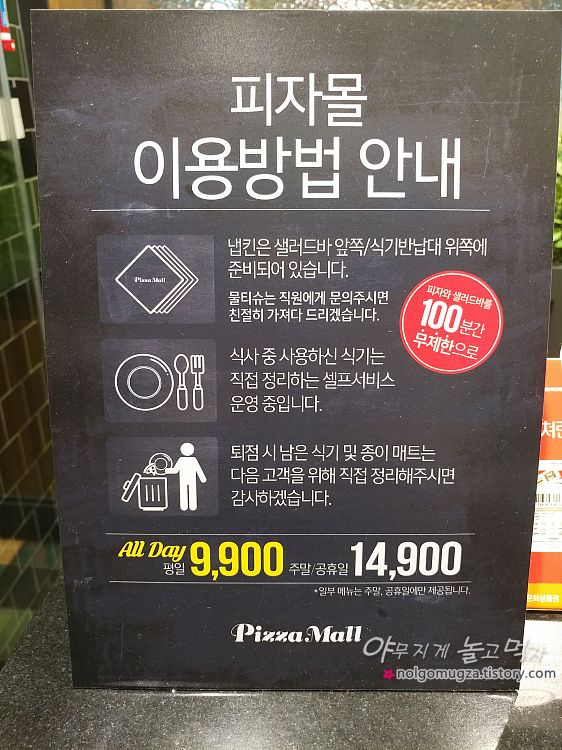 피자몰
이용방법 안내
Pizza Mall
냅킨은 샐러드바 앞쪽/식기반납대 위쪽에
준비되어 있습니다.
물티슈는 직원에게 문의주시면
친절히 가져다 드리겠습니다.
피자와 샐러드바를
100분간
무제한으로
식사 중 사용하신 식기는
직접 정리하는 셀프서비스
운영 중입니다.
퇴점 시 남은 식기 및 종이 매트는
다음 고객을 위해 직접 정리해주시면
감사하겠습니다.
All Day
평일 9,900 주말/공휴일 14,900
*일부 메뉴는 주말, 공휴일에만 제공됩니다.
Pizza Mall
야무지게 놀고먹자
nolgomugza.tistory.com
문화상품권